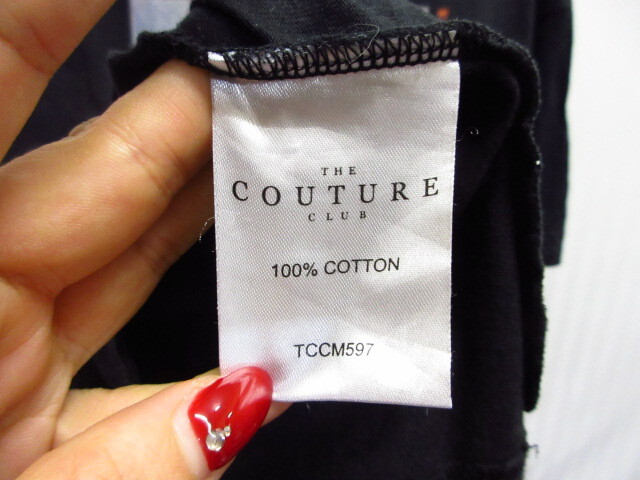 THE
COUTURE
CLUB
100% COTTON
TCCM597